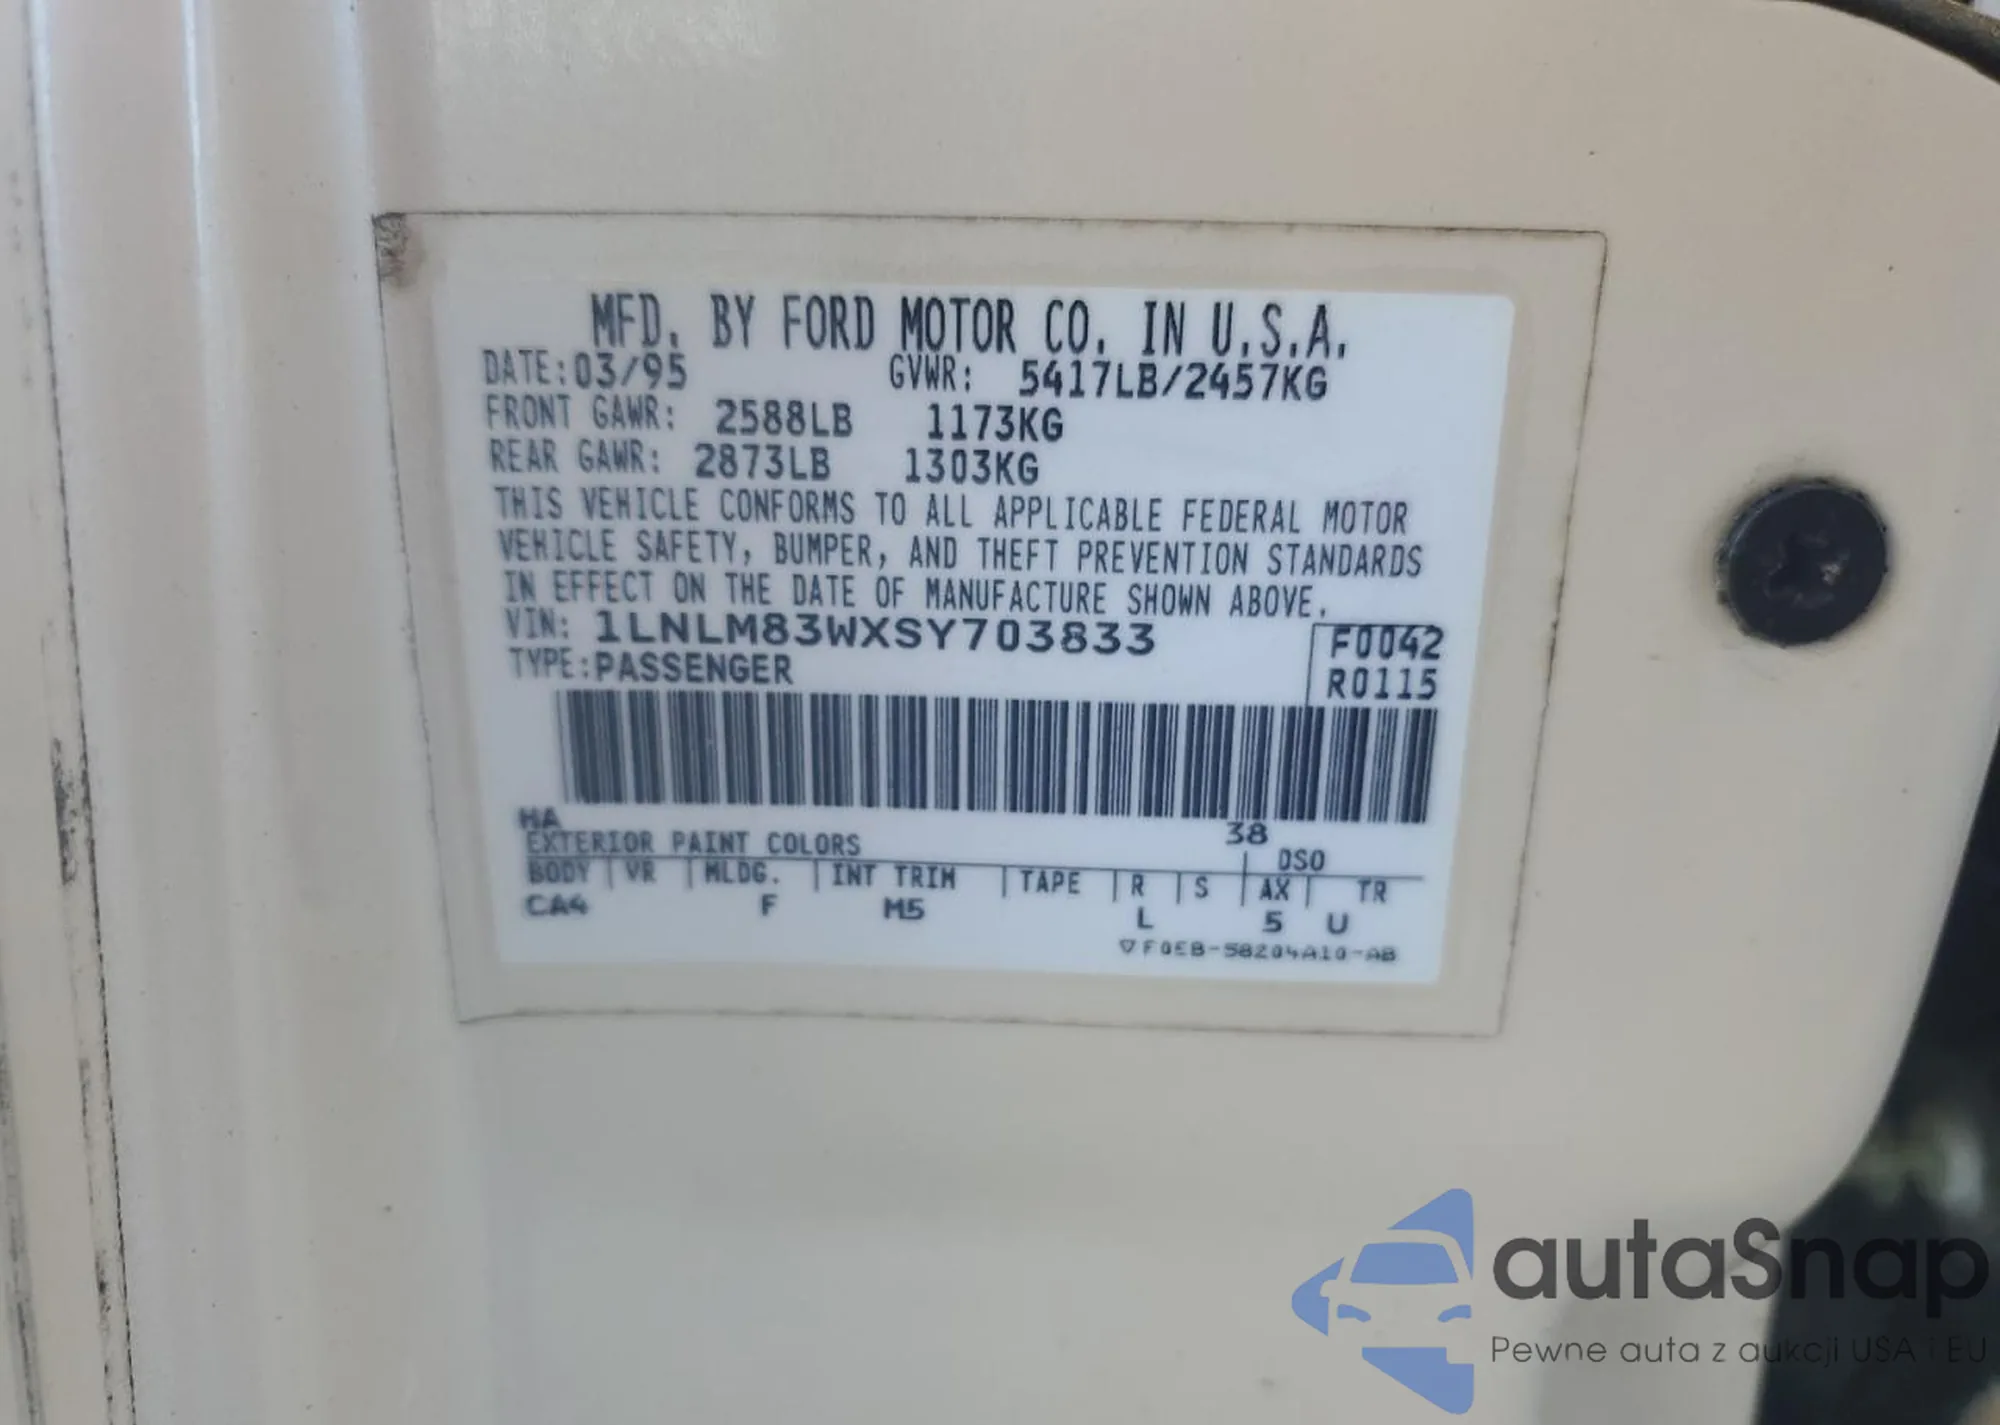 MFD. BY FORD MOTOR CO. IN U.S.A.
DATE: 03/95 GVWR: 5417LB/2457KG
FRONT GAWR: 2588LB 1173KG
REAR GAWR: 2873LB 1303KG
THIS VEHICLE CONFORMS TO ALL APPLICABLE FEDERAL MOTOR
VEHICLE SAFETY, BUMPER, AND THEFT PREVENTION STANDARDS
IN EFFECT ON THE DATE OF MANUFACTURE SHOWN ABOVE.
VIN: 1LNLM83WXSY703833 F0042
TYPE: PASSENGER R0115
HA 38
EXTERIOR PAINT COLORS DSO
BODY VR MLDG. INT TRIM TAPE R S AX TR
CA4 F M5 L 5 U
▽F0EB-58204A10-AB
autaSnap
Pewne auta z aukcji USA i EU